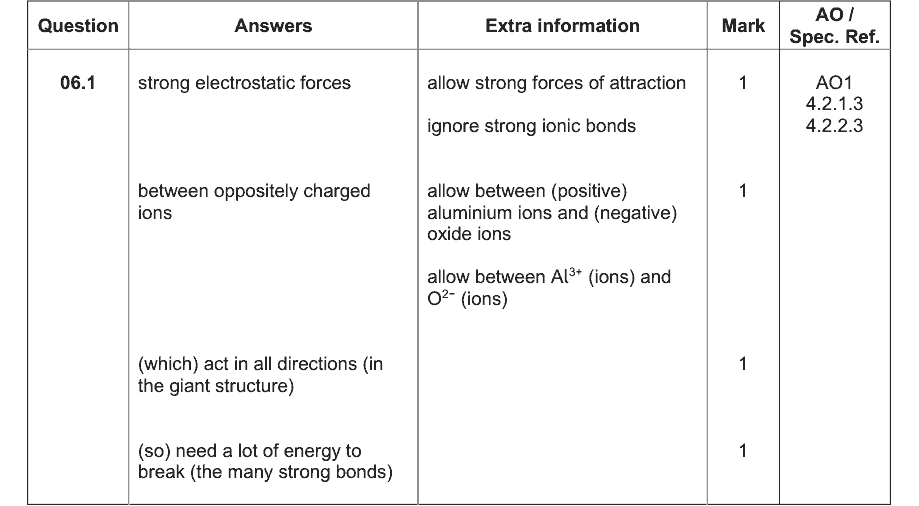 Question Answers Extra information Mark AO /
Spec. Ref.
06.1 strong electrostatic forces allow strong forces of attraction 1 AO1
4.2.1.3
ignore strong ionic bonds 4.2.2.3
between oppositely charged allow between (positive) 1
ions aluminium ions and (negative)
oxide ions
allow between Al³⁺ (ions) and
O²⁻ (ions)
(which) act in all directions (in 1
the giant structure)
(so) need a lot of energy to 1
break (the many strong bonds)